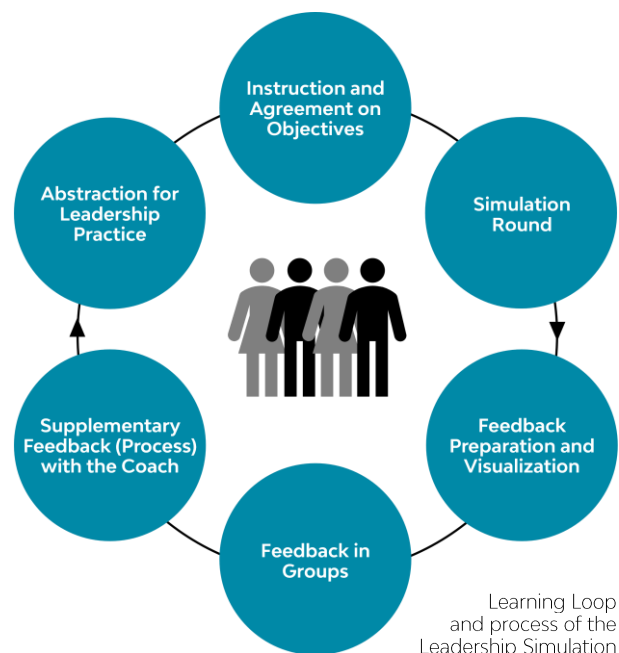 Instruction and
Agreement on
Objectives
Simulation
Round
Feedback
Preparation and
Visualization
Feedback in
Groups
Supplementary
Feedback (Process)
with the Coach
Abstraction for
Leadership
Practice
Learning Loop
and process of the
Leadership Simulation